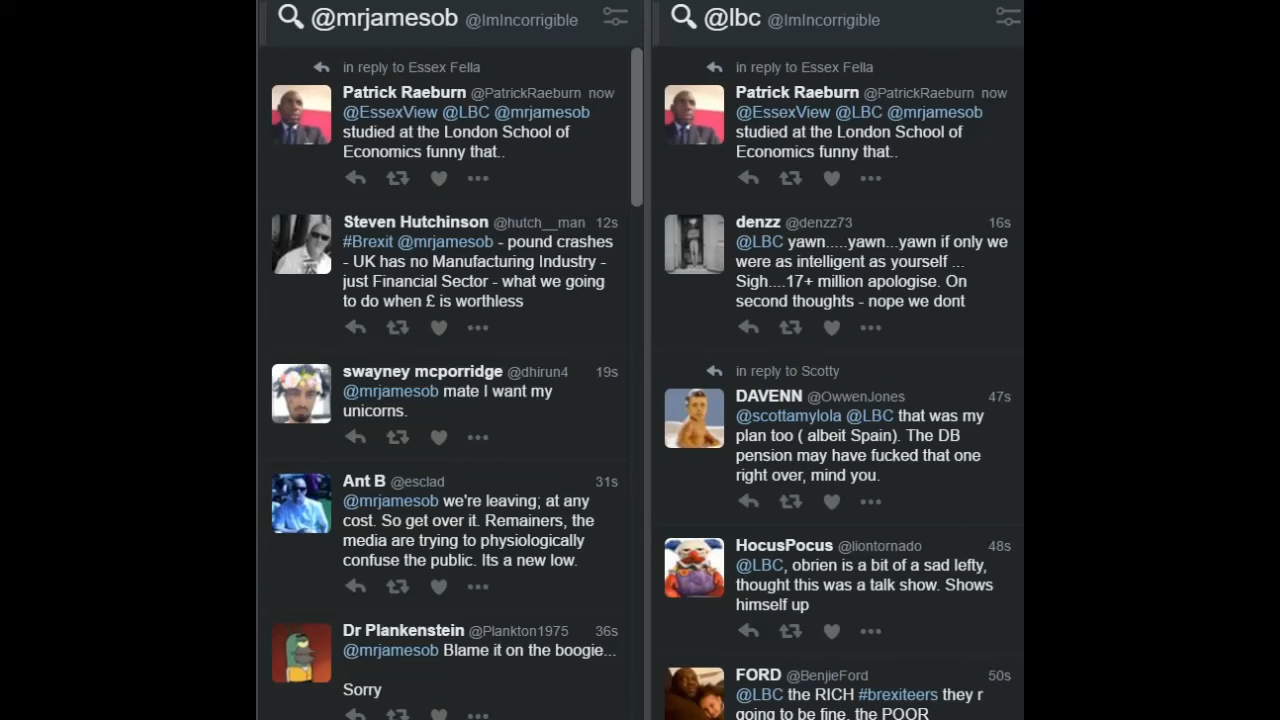 @mrjamesob @ImIncorrigible
in reply to Essex Fella
Patrick Raeburn @PatrickRaeburn now
@EssexView @LBC @mrjamesob
studied at the London School of
Economics funny that..
Steven Hutchinson @hutch__man 12s
#Brexit @mrjamesob - pound crashes
- UK has no Manufacturing Industry -
just Financial Sector - what we going
to do when £ is worthless
swayney mcporridge @dhirun4 19s
@mrjamesob mate I want my
unicorns.
Ant B @esclad 31s
@mrjamesob we're leaving; at any
cost. So get over it. Remainers, the
media are trying to physiologically
confuse the public. Its a new low.
Dr Plankenstein @Plankton1975 36s
@mrjamesob Blame it on the boogie...
Sorry
@lbc @ImIncorrigible
in reply to Essex Fella
Patrick Raeburn @PatrickRaeburn now
@EssexView @LBC @mrjamesob
studied at the London School of
Economics funny that..
denzz @denzz73 16s
@LBC yawn.....yawn...yawn if only we
were as intelligent as yourself ...
Sigh....17+ million apologise. On
second thoughts - nope we dont
in reply to Scotty
DAVENN @OwwenJones 47s
@scottamylola @LBC that was my
plan too ( albeit Spain). The DB
pension may have fucked that one
right over, mind you.
HocusPocus @liontornado 48s
@LBC, obrien is a bit of a sad lefty,
thought this was a talk show. Shows
himself up
FORD @BenjieFord 50s
@LBC the RICH #brexiteers they r
going to be fine, the POOR